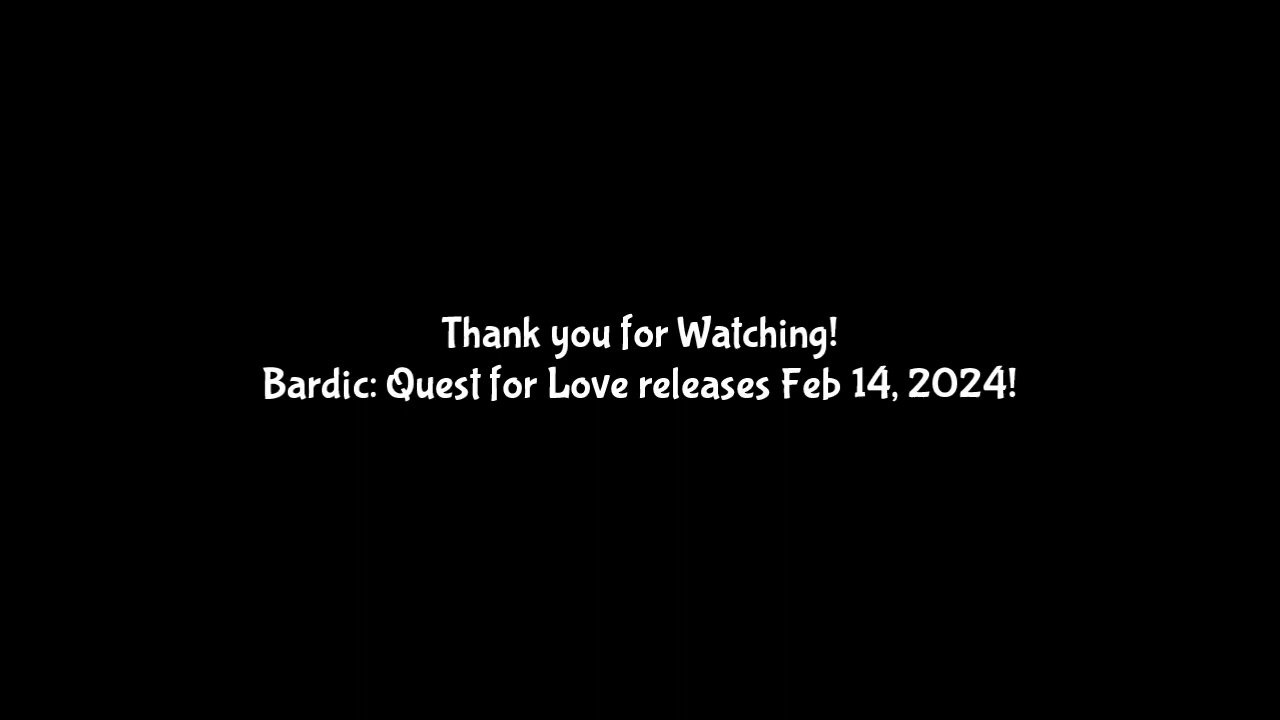 Thank you for Watching!
Bardic: Quest for Love releases Feb 14, 2024!